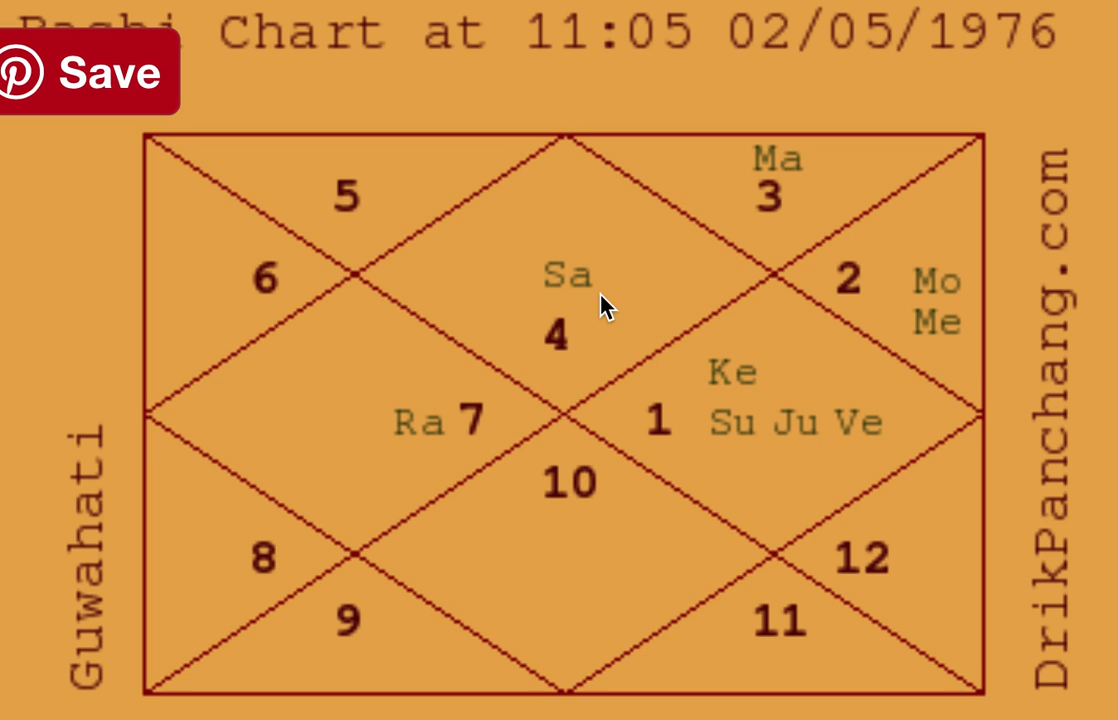 Chart at 11:05 02/05/1976
Save
Ma
5
3
6
Sa
2 Mo
Me
4
Ke
Ra 7
1 Su Ju Ve
10
8
12
9
11
Guwahati
DrikPanchang.com